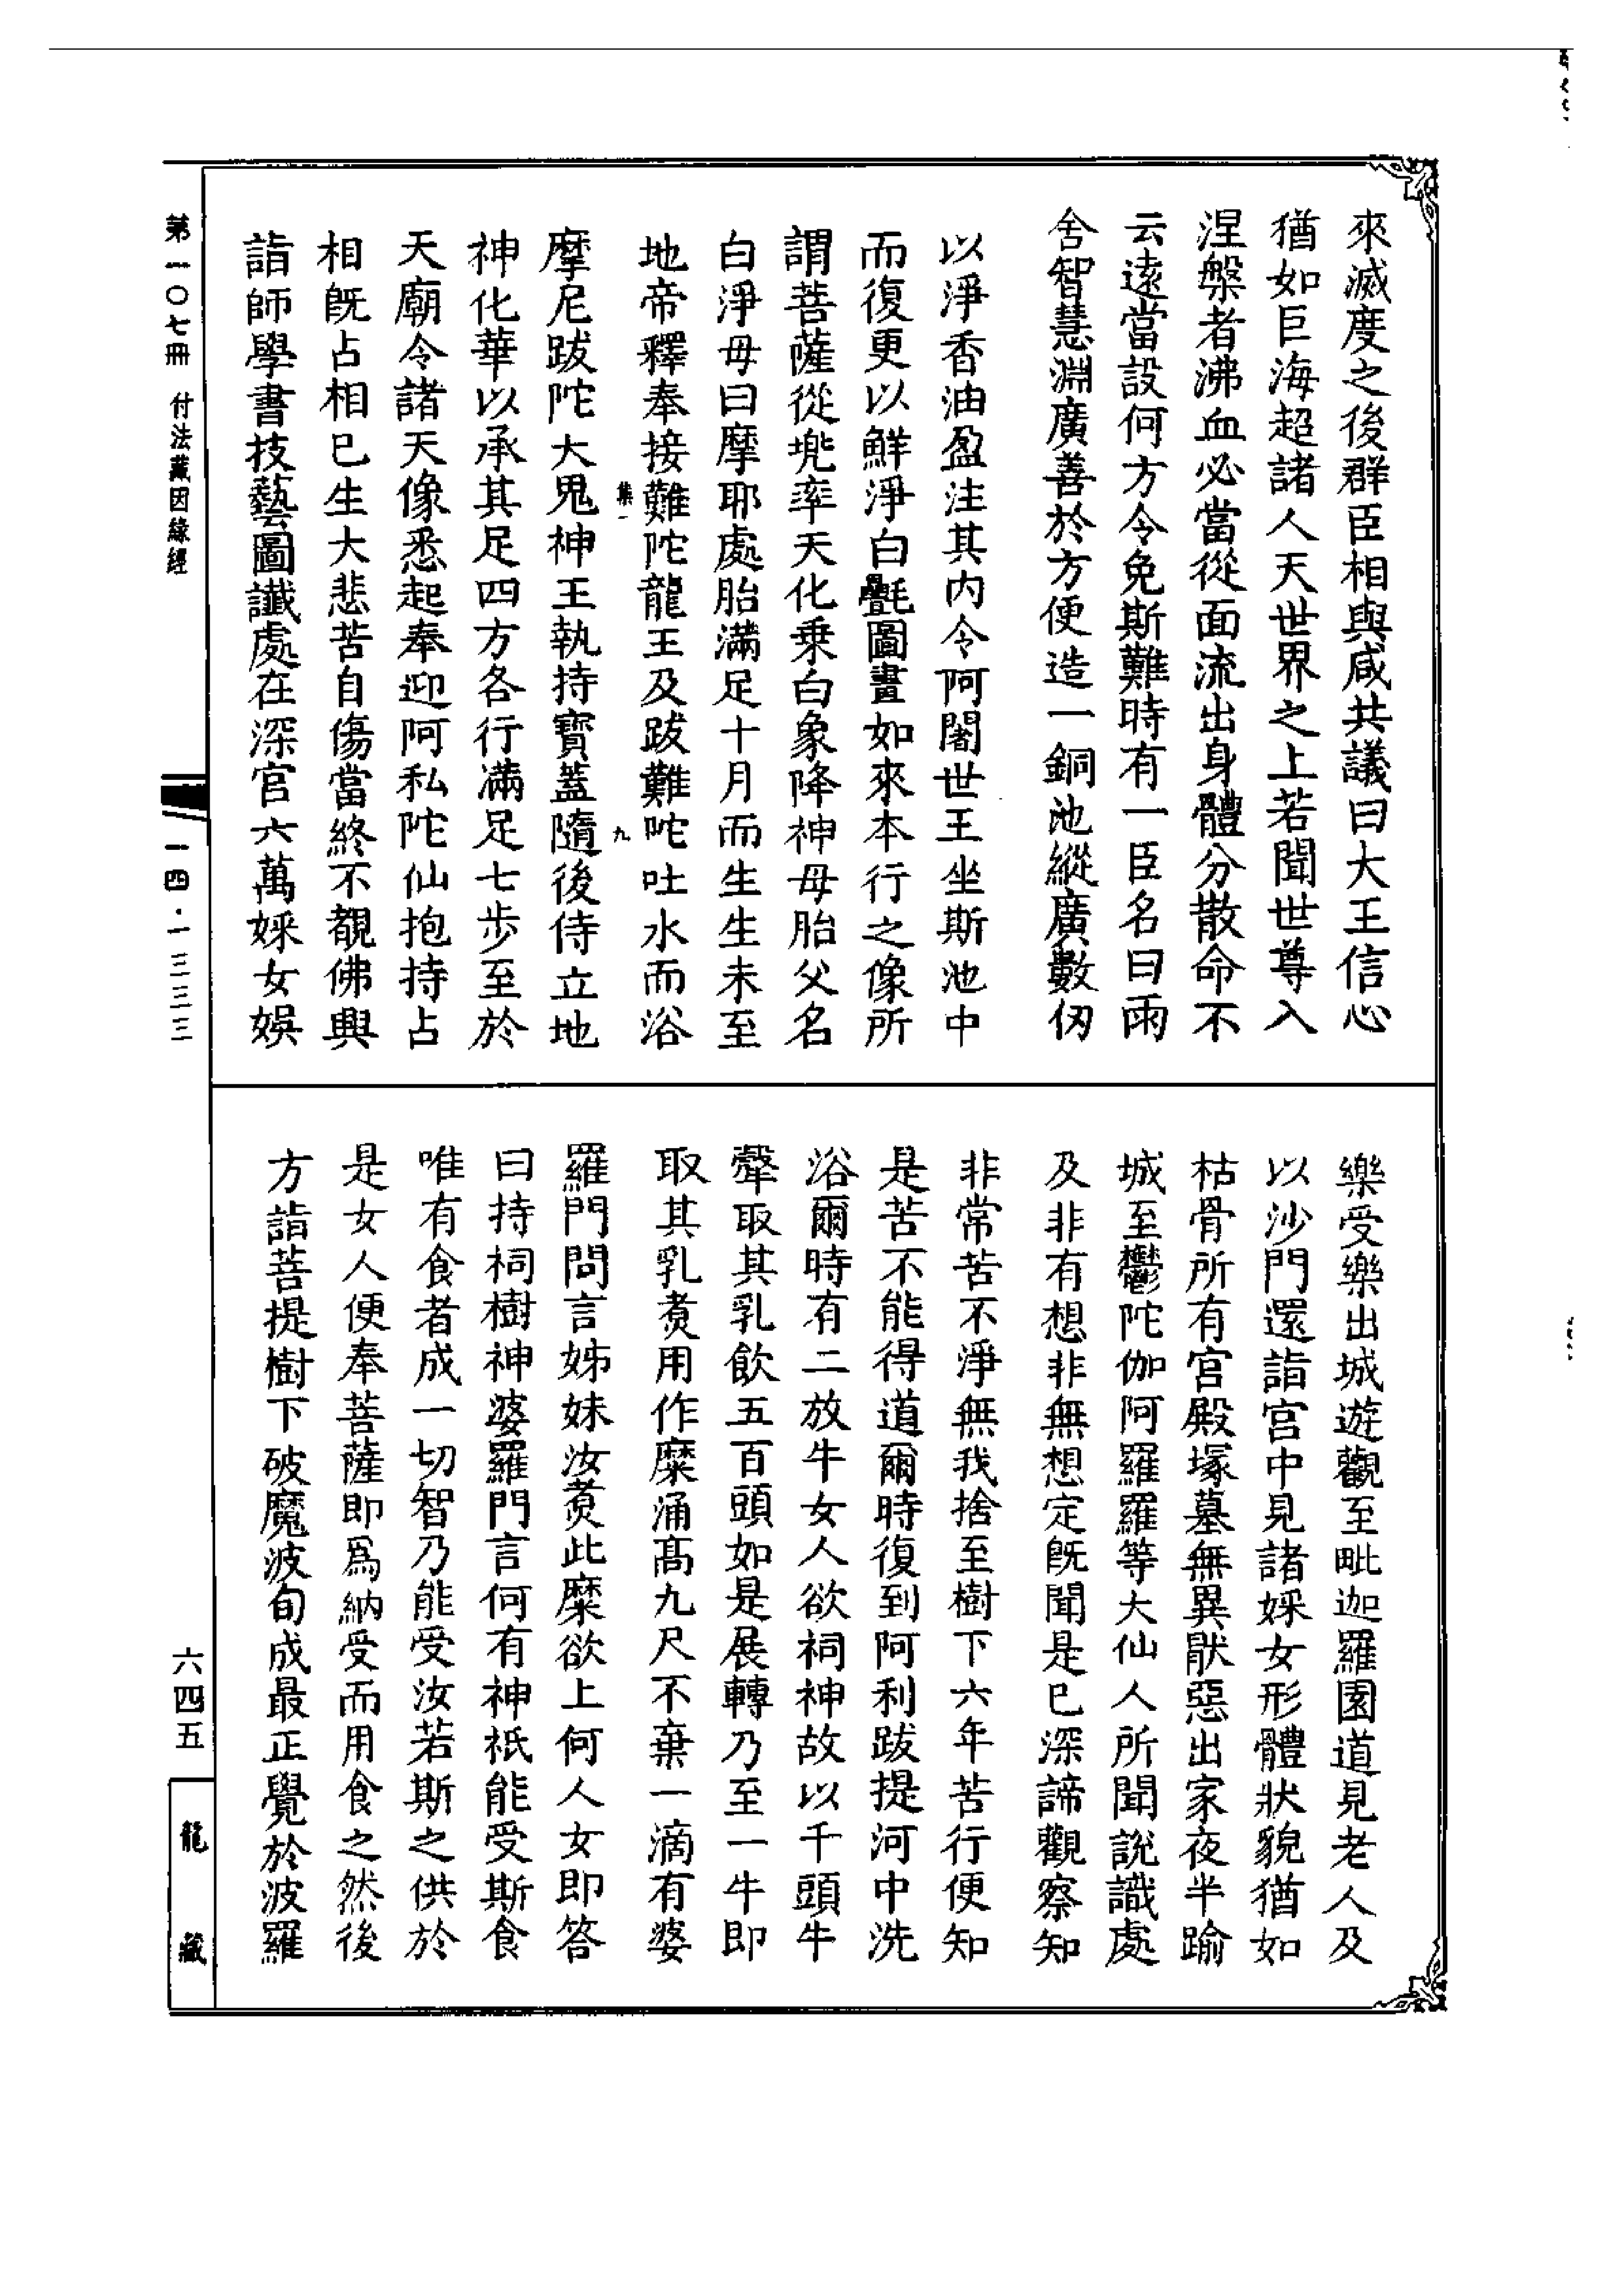 來滅度之後群臣相與咸共議曰大王信心
猶如巨海超諸人天世界之上若聞世尊入
涅槃者沸血必當從面流出身體分散命不
云遠當設何方令免斯難時有一臣名曰雨
舍智慧淵廣善於方便造一銅池縱廣數仞
以淨香油盈注其內令阿闍世王坐斯池中
而復更以鮮淨白㲲圖畫如來本行之像所
謂菩薩從兜率天化乗白象降神母胎父名
白淨母曰摩耶處胎滿足十月而生生未至
地帝釋奉接難陀龍王及跋難陀吐水而浴
集一
九
摩尼跋陀大鬼神王執持寶蓋隨後侍立地
神化華以承其足四方各行滿足七步至於
天廟令諸天像悉起奉迎阿私陀仙抱持占
相旣占相已生大悲苦自傷當終不覩佛興
詣師學書技藝圖讖處在深宮六萬婇女娛
第一〇七冊 付法藏因緣經
一四·一三三三
樂受樂出城遊觀至毗迦羅園道見老人及
以沙門還詣宮中見諸婇女形體狀貌猶如
枯骨所有宮殿塚墓無異猒惡出家夜半踰
城至鬱陀伽阿羅羅等大仙人所聞說識處
及非有想非無想定旣聞是已深諦觀察知
非常苦不淨無我捨至樹下六年苦行便知
是苦不能得道爾時復到阿利跋提河中洗
浴爾時有二放牛女人欲祠神故以千頭牛
𤛗取其乳飲五百頭如是展轉乃至一牛即
取其乳煑用作糜涌髙九尺不棄一滴有婆
羅門問言姊妹汝煑此糜欲上何人女即答
曰持祠樹神婆羅門言何有神祇能受斯食
唯有食者成一切智乃能受汝若斯之供於
是女人便奉菩薩即爲納受而用食之然後
方詣菩提樹下破魔波旬成最正覺於波羅
六四五
龍藏